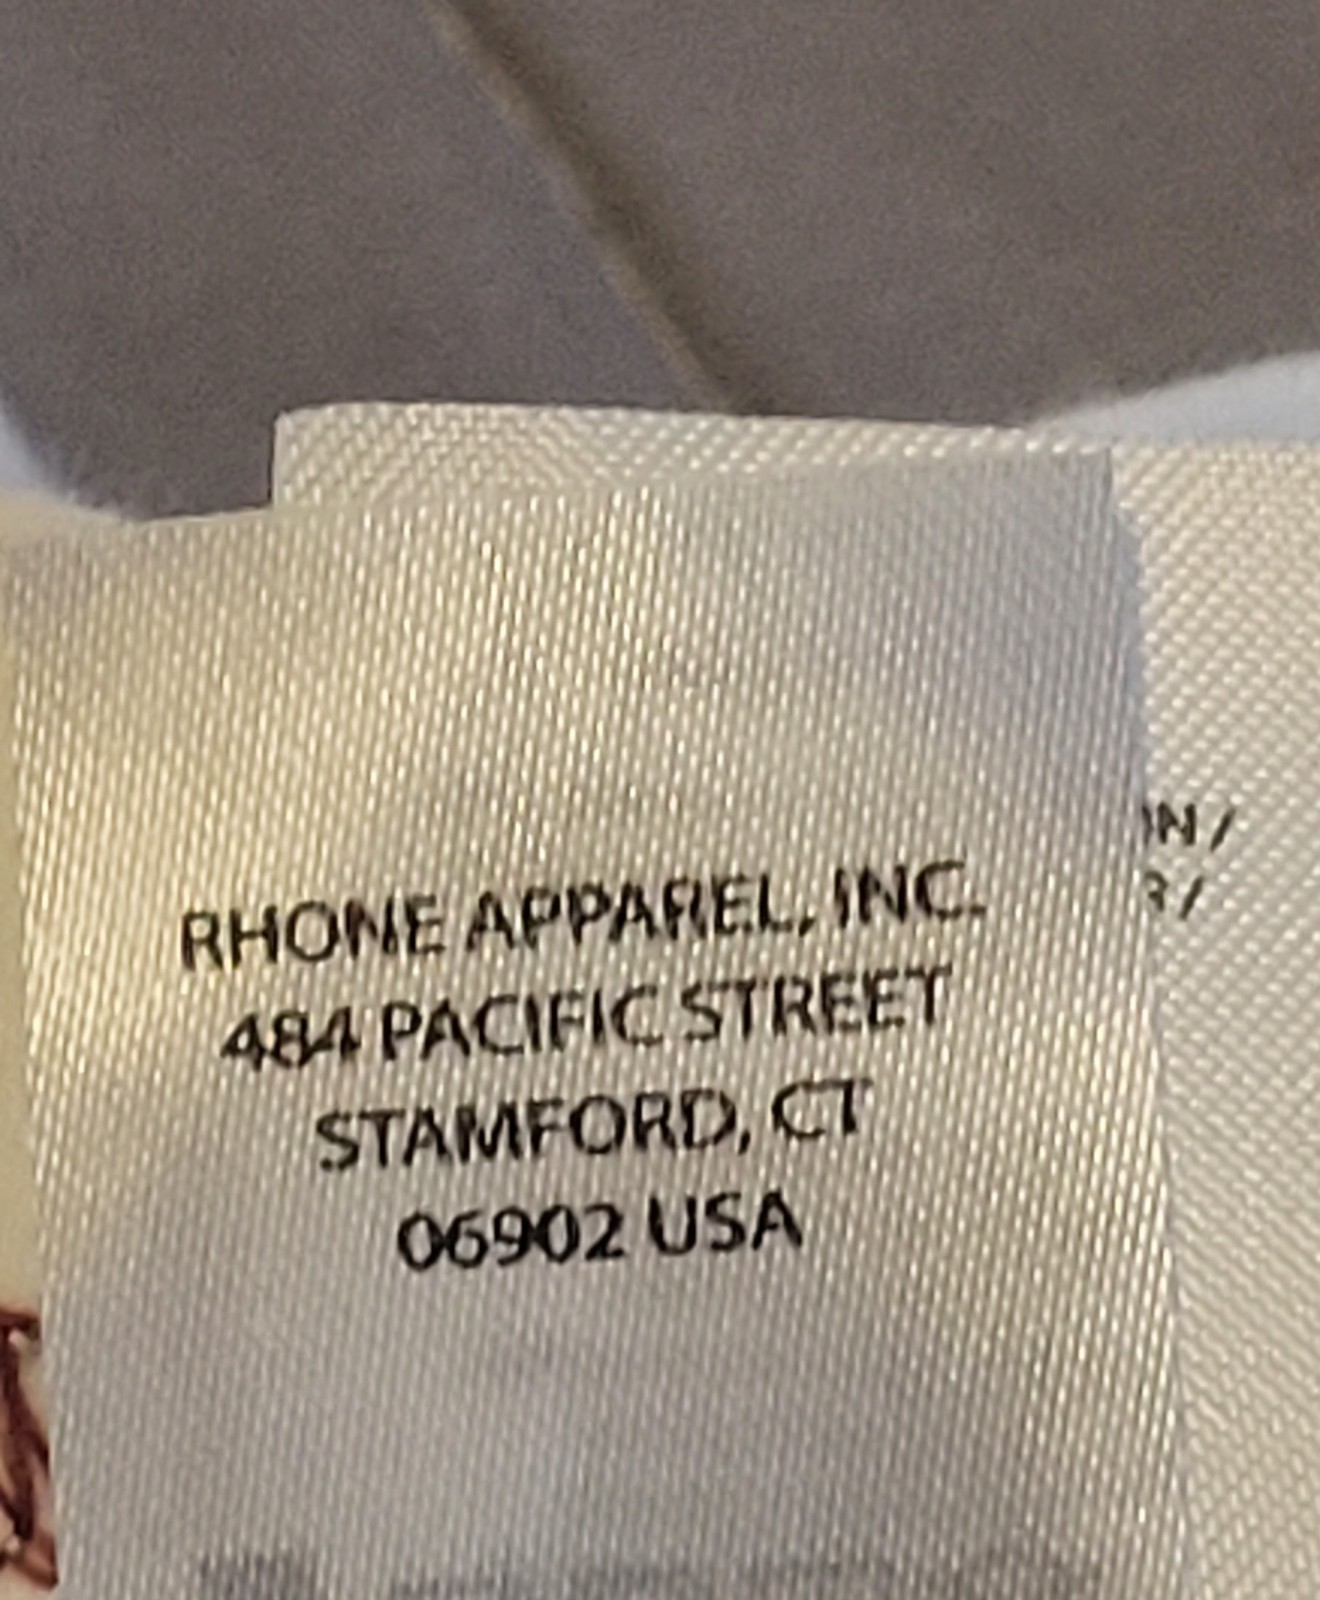 RHONE APPAREL, INC.
484 PACIFIC STREET
STAMFORD, CT
06902 USA